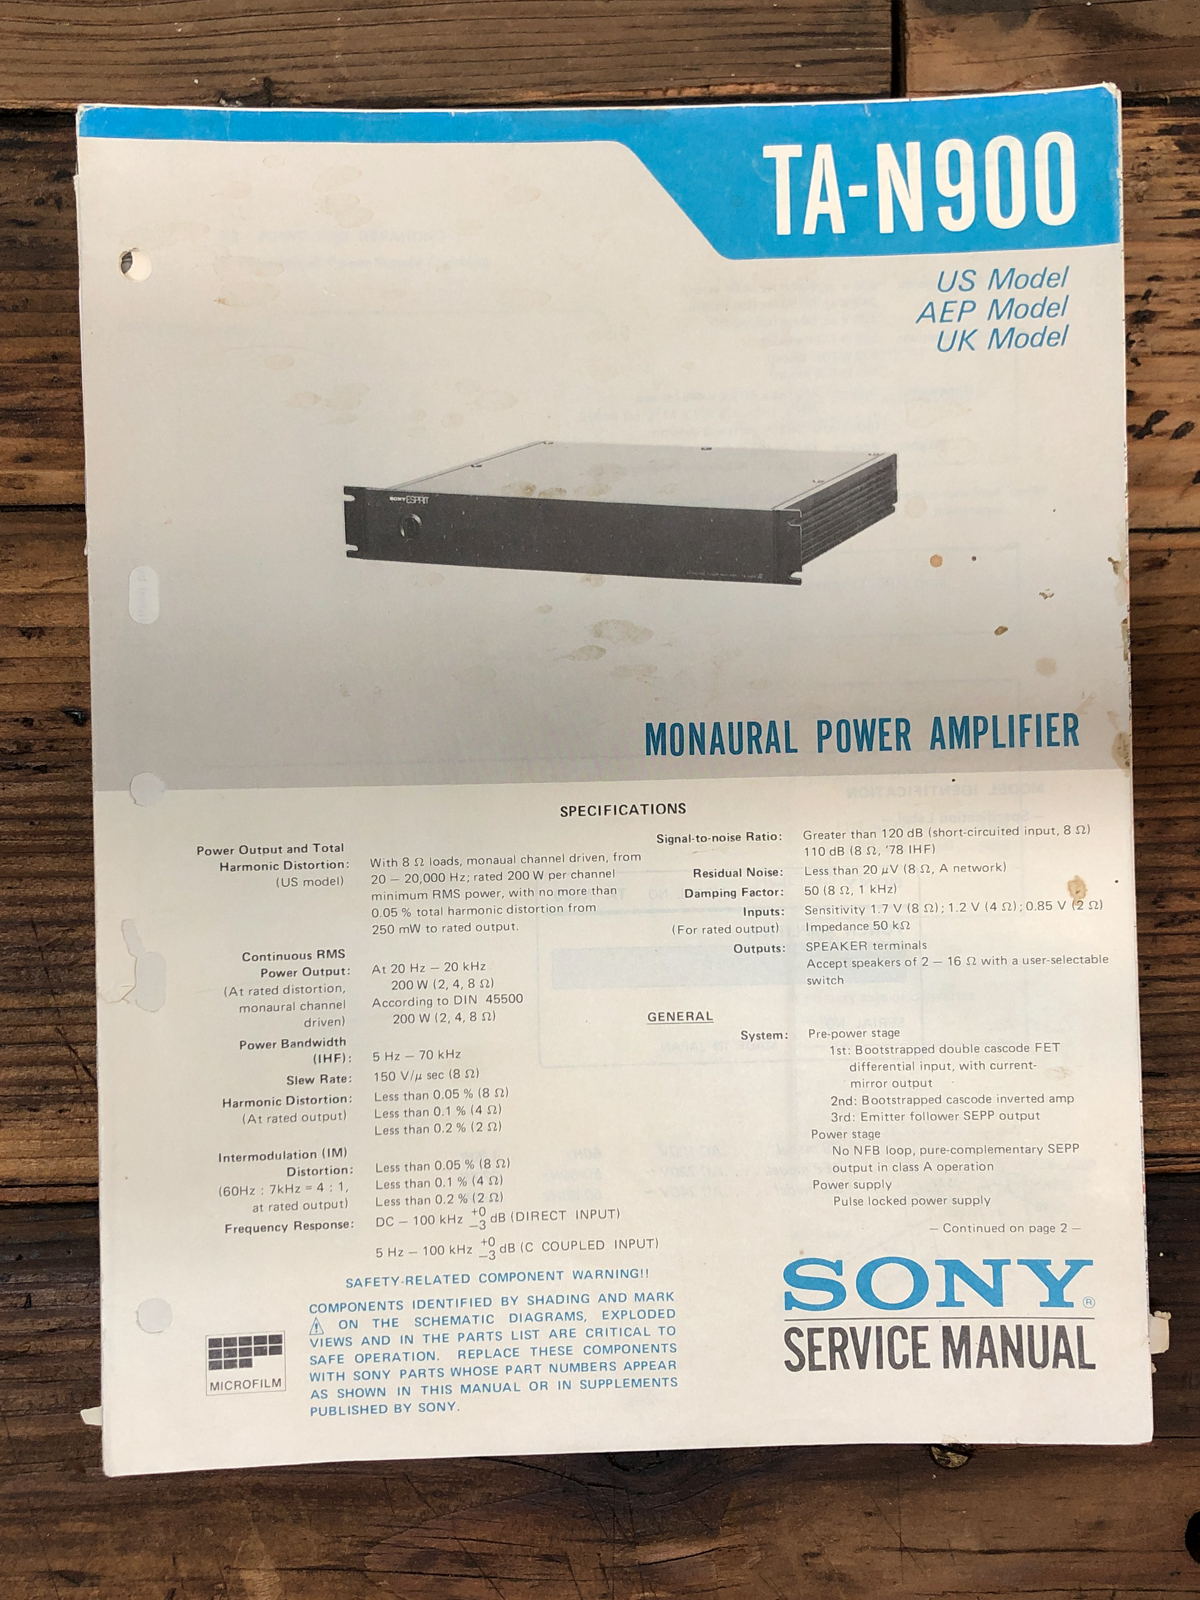 TA-N900
US Model
AEP Model
UK Model
SONY ESPRIT
MONAURAL POWER AMPLIFIER
SPECIFICATIONS
Power Output and Total
Harmonic Distortion:
(US model)
With 8 Ω loads, monaual channel driven, from
20 – 20,000 Hz; rated 200 W per channel
minimum RMS power, with no more than
0.05 % total harmonic distortion from
250 mW to rated output.
Continuous RMS
Power Output:
(At rated distortion,
monaural channel
driven)
At 20 Hz – 20 kHz
200 W (2, 4, 8 Ω)
According to DIN 45500
200 W (2, 4, 8 Ω)
Power Bandwidth
(IHF): 5 Hz – 70 kHz
Slew Rate: 150 V/μ sec (8 Ω)
Harmonic Distortion:
(At rated output)
Less than 0.05 % (8 Ω)
Less than 0.1 % (4 Ω)
Less than 0.2 % (2 Ω)
Intermodulation (IM)
Distortion:
(60Hz : 7kHz = 4 : 1,
at rated output)
Less than 0.05 % (8 Ω)
Less than 0.1 % (4 Ω)
Less than 0.2 % (2 Ω)
Frequency Response: DC – 100 kHz +0 –3 dB (DIRECT INPUT)
5 Hz – 100 kHz +0 –3 dB (C COUPLED INPUT)
Signal-to-noise Ratio: Greater than 120 dB (short-circuited input, 8 Ω)
110 dB (8 Ω, '78 IHF)
Residual Noise: Less than 20 μV (8 Ω, A network)
Damping Factor: 50 (8 Ω, 1 kHz)
Inputs: Sensitivity 1.7 V (8 Ω); 1.2 V (4 Ω); 0.85 V (2 Ω)
(For rated output) Impedance 50 kΩ
Outputs: SPEAKER terminals
Accept speakers of 2 – 16 Ω with a user-selectable
switch
GENERAL
System: Pre-power stage
1st: Bootstrapped double cascode FET
differential input, with current-
mirror output
2nd: Bootstrapped cascode inverted amp
3rd: Emitter follower SEPP output
Power stage
No NFB loop, pure-complementary SEPP
output in class A operation
Power supply
Pulse locked power supply
– Continued on page 2 –
SAFETY-RELATED COMPONENT WARNING!!
COMPONENTS IDENTIFIED BY SHADING AND MARK
⚠ ON THE SCHEMATIC DIAGRAMS, EXPLODED
VIEWS AND IN THE PARTS LIST ARE CRITICAL TO
SAFE OPERATION. REPLACE THESE COMPONENTS
WITH SONY PARTS WHOSE PART NUMBERS APPEAR
AS SHOWN IN THIS MANUAL OR IN SUPPLEMENTS
PUBLISHED BY SONY.
MICROFILM
SONY®
SERVICE MANUAL